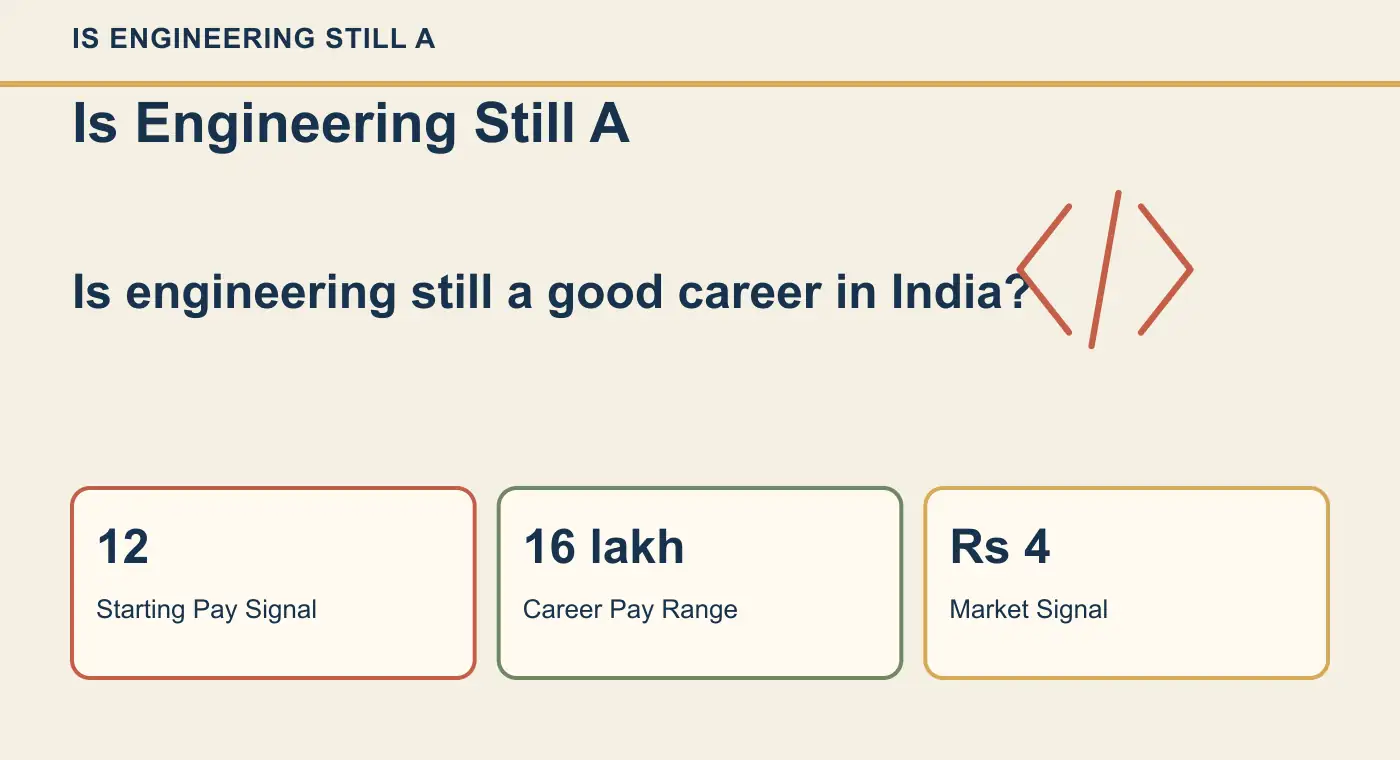 IS ENGINEERING STILL A
Is Engineering Still A
Is engineering still a good career in India?
12
Starting Pay Signal
16 lakh
Career Pay Range
Rs 4
Market Signal